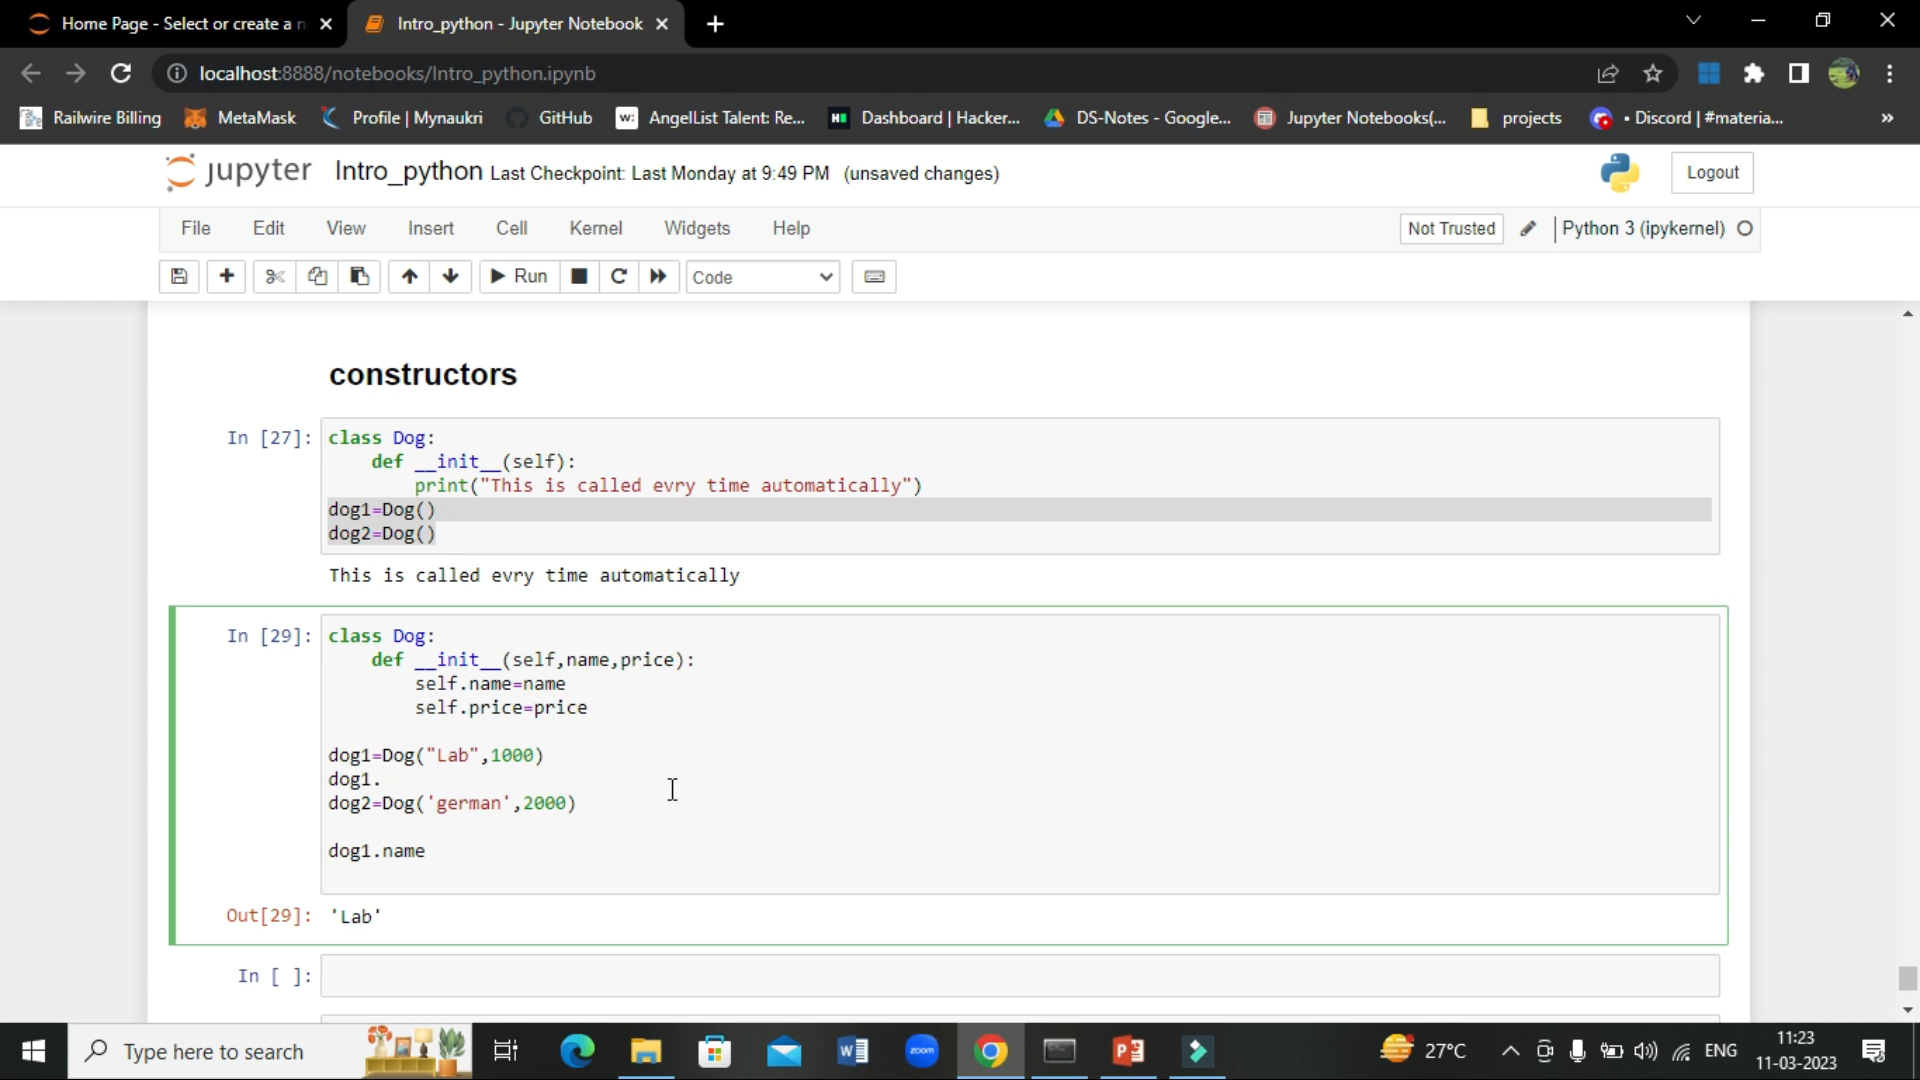 Home Page - Select or create a n
Intro_python - Jupyter Notebook
localhost:8888/notebooks/Intro_python.ipynb
Railwire Billing
MetaMask
Profile | Mynaukri
GitHub
w:
AngelList Talent: Re...
Dashboard | Hacker...
DS-Notes - Google...
Jupyter Notebooks(...
projects
• Discord | #materia...
»
jupyter Intro_python Last Checkpoint: Last Monday at 9:49 PM (unsaved changes)
Logout
File Edit View Insert Cell Kernel Widgets Help
Not Trusted
Python 3 (ipykernel)
Run
Code
constructors
In [27]: class Dog:
def __init__(self):
print("This is called evry time automatically")
dog1=Dog()
dog2=Dog()
This is called evry time automatically
In [29]: class Dog:
def __init__(self,name,price):
self.name=name
self.price=price
dog1=Dog("Lab",1000)
dog1.
dog2=Dog('german',2000)
dog1.name
Out[29]: 'Lab'
In [ ]:
Type here to search
zoom
27°C
ENG
11:23
11-03-2023